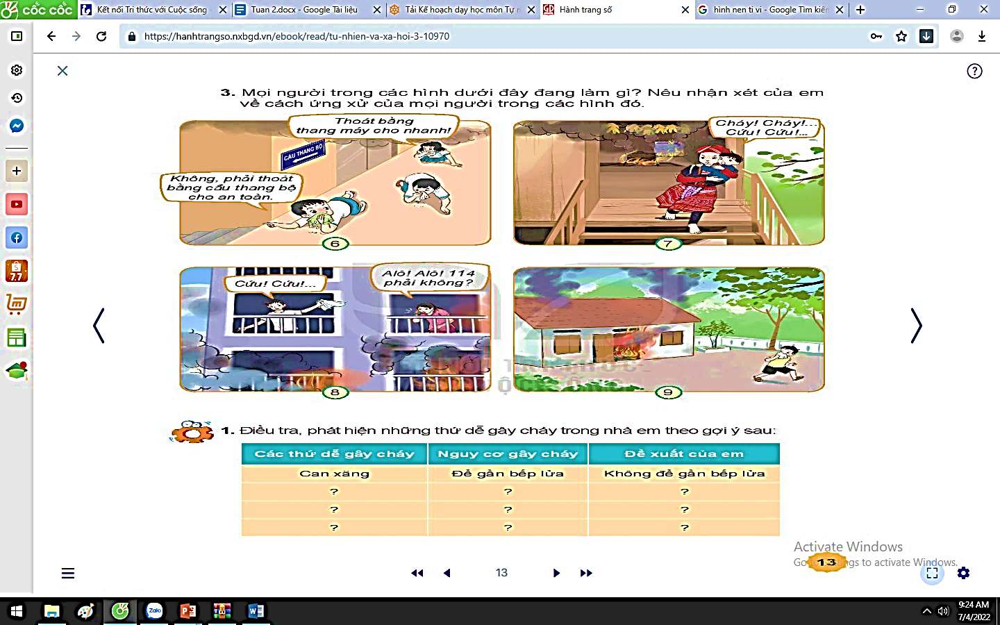 CỐC CỐC
Kết nối Tri thức với Cuộc sống
Tuan 2.docx - Google Tài liệu
Tải Kế hoạch dạy học môn Tự n
Hành trang số
hình nen ti vi - Google Tìm kiếm
https://hanhtrangso.nxbgd.vn/ebook/read/tu-nhien-va-xa-hoi-3-10970
3. Mọi người trong các hình dưới đây đang làm gì? Nêu nhận xét của em
về cách ứng xử của mọi người trong các hình đó.
Thoát bằng
thang máy cho nhanh!
CẦU THANG BỘ
Không, phải thoát
bằng cầu thang bộ
cho an toàn.
6
Cháy! Cháy!...
Cứu! Cứu!...
7
Cứu! Cứu!...
Alô! Alô! 114
phải không?
8
9
1. Điều tra, phát hiện những thứ dễ gây cháy trong nhà em theo gợi ý sau:
Các thứ dễ gây cháy Nguy cơ gây cháy Đề xuất của em
Can xăng Để gần bếp lửa Không để gần bếp lửa
? ? ?
? ? ?
? ? ?
Activate Windows
13
to activate Windows.
13
7.7
Zalo
9:24 AM
7/4/2022